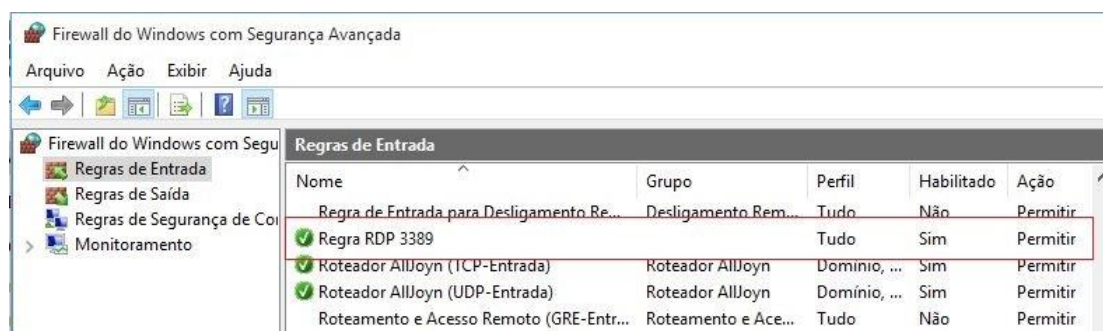 Firewall do Windows com Segurança Avançada
Arquivo Ação Exibir Ajuda
Firewall do Windows com Segu
Regras de Entrada
Regras de Saída
Regras de Segurança de Co
Monitoramento
Regras de Entrada
Nome Grupo Perfil Habilitado Ação
Regra de Entrada para Desligamento Re... Desligamento Rem... Tudo Não Permitir
Regra RDP 3389 Tudo Sim Permitir
Roteador AllJoyn (TCP-Entrada) Roteador AllJoyn Domínio, ... Sim Permitir
Roteador AllJoyn (UDP-Entrada) Roteador AllJoyn Domínio, ... Sim Permitir
Roteamento e Acesso Remoto (GRE-Entr... Roteamento e Ace... Tudo Não Permitir